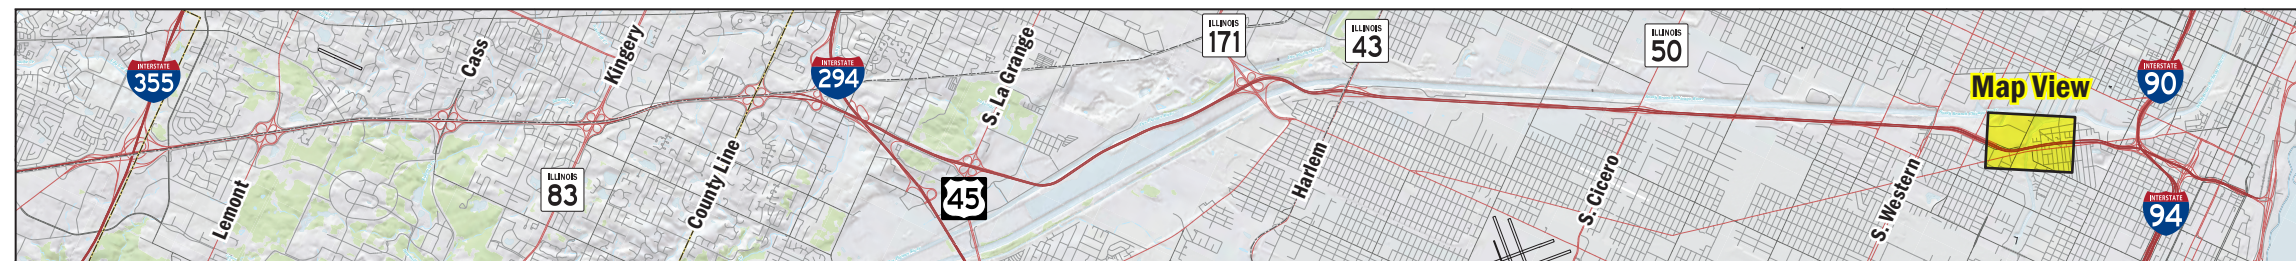 INTERSTATE
355
Lemont
Cass
ILLINOIS
83
Kingery
County Line
INTERSTATE
294
45
S. La Grange
ILLINOIS
171
Harlem
ILLINOIS
43
S. Cicero
ILLINOIS
50
S. Western
Map View
INTERSTATE
90
INTERSTATE
94